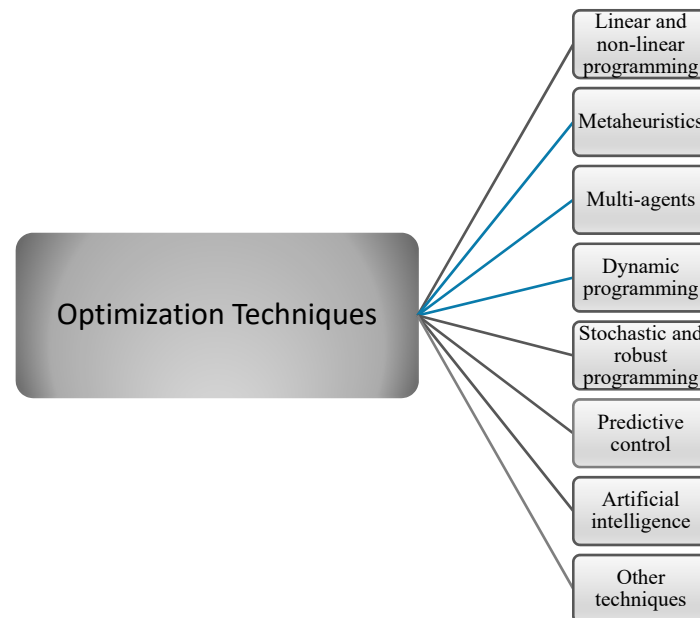 Linear and
non-linear
programming
Metaheuristics
Multi-agents
Dynamic
programming
Optimization Techniques
Stochastic and
robust
programming
Predictive
control
Artificial
intelligence
Other
techniques